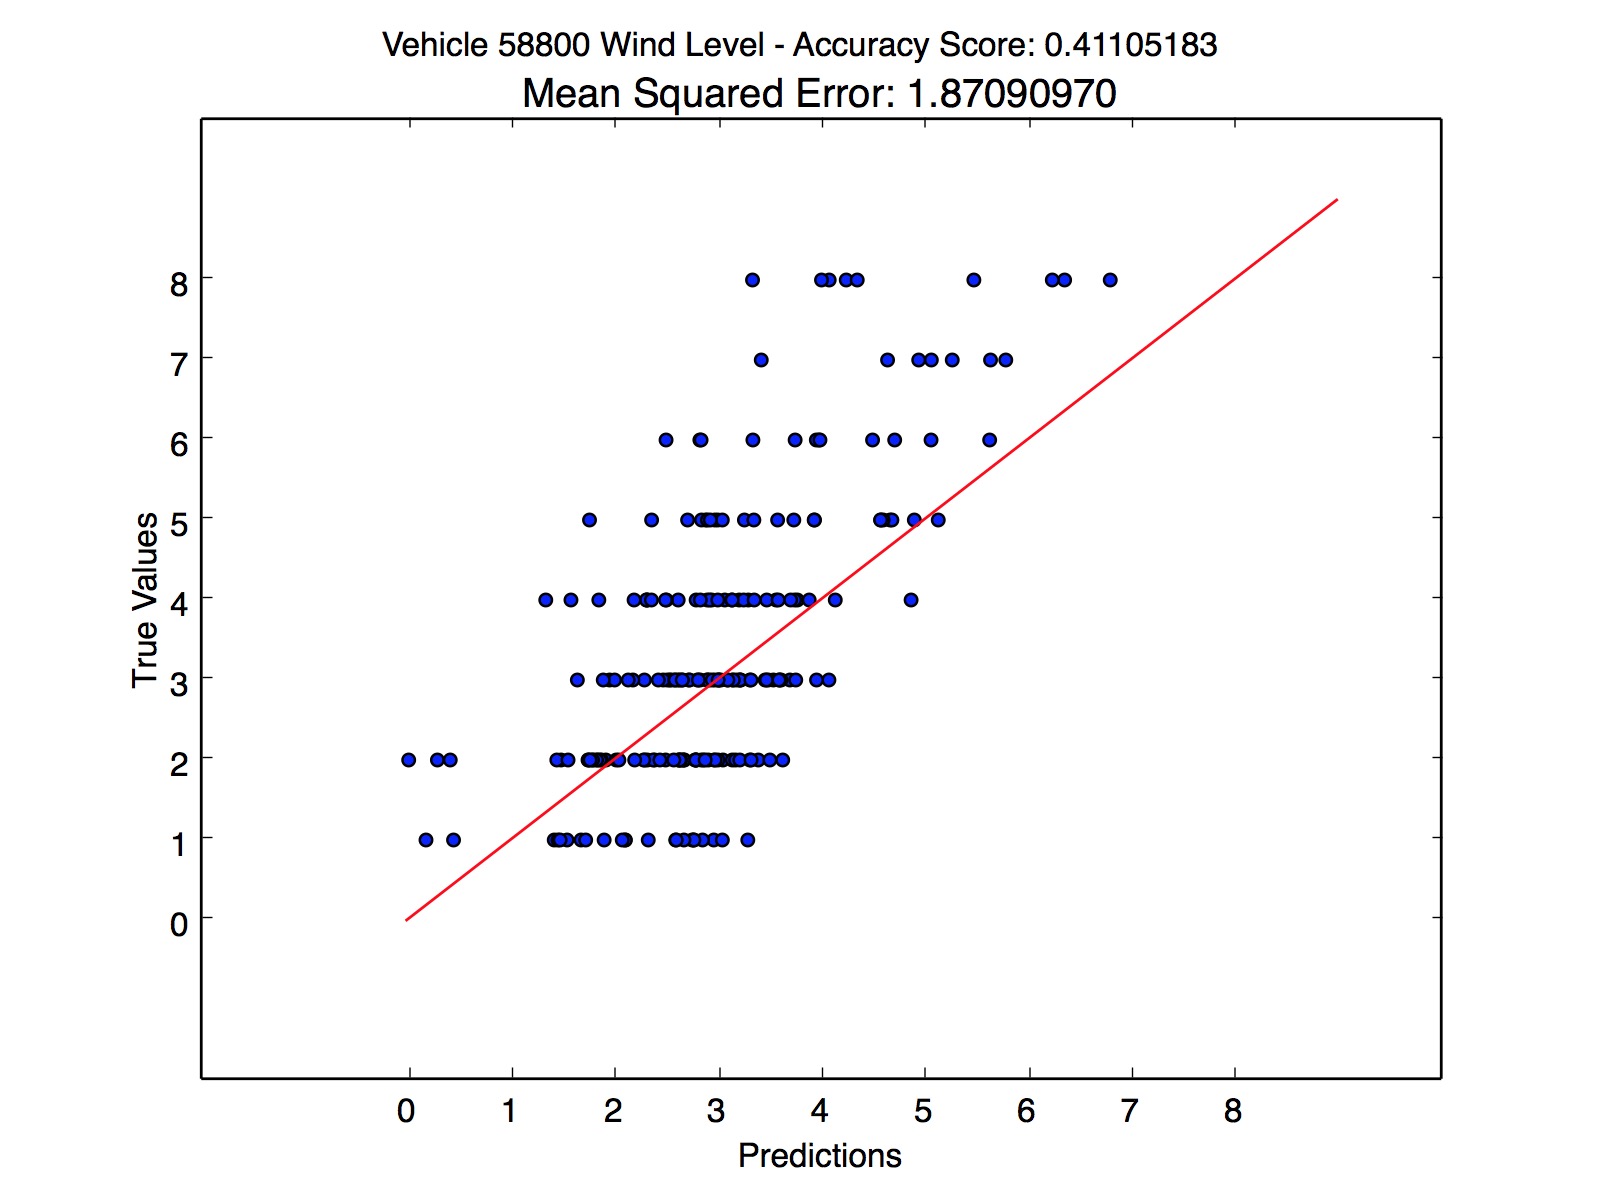 Vehicle 58800 Wind Level - Accuracy Score: 0.41105183
Mean Squared Error: 1.87090970
8
7
6
5
4
3
2
1
0
True Values
0 1 2 3 4 5 6 7 8
Predictions